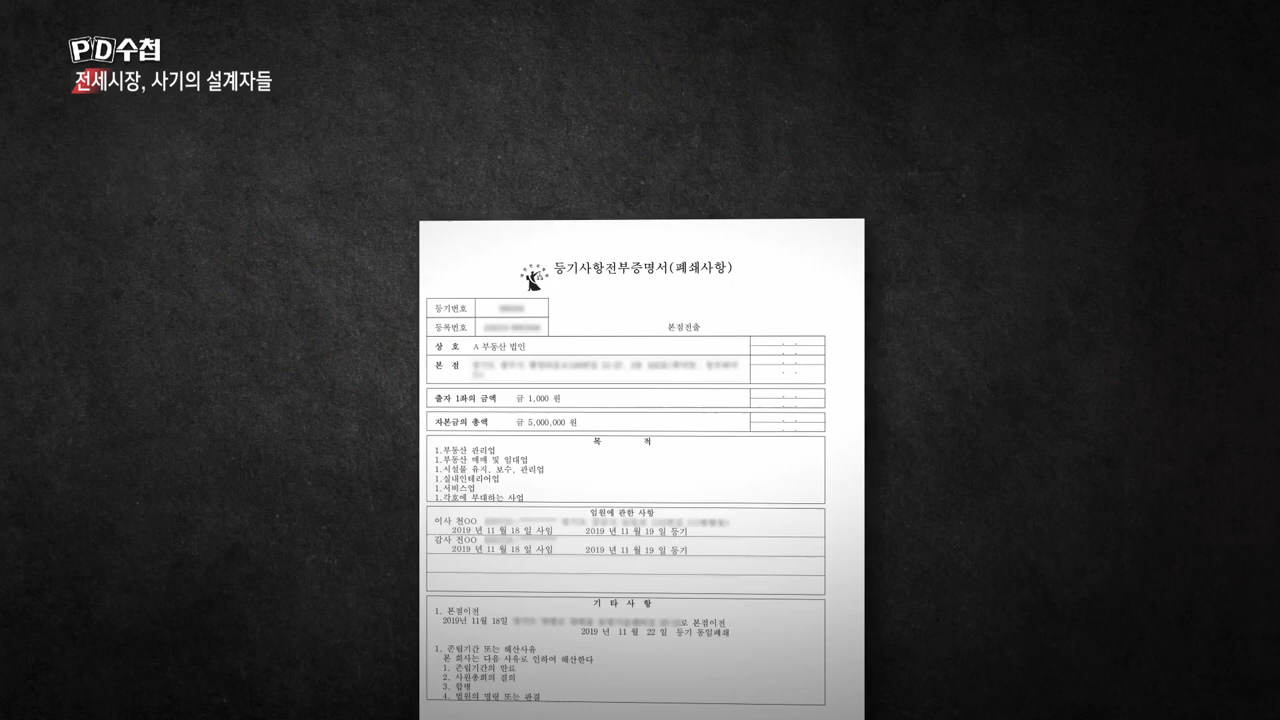 PD수첩
전세시장, 사기의 설계자들
등기사항전부증명서(폐쇄사항)
등기번호
등록번호
본점전출
상 호 A 부동산 법인
본 점
출자 1좌의 금액 금 1,000 원
자본금의 총액 금 5,000,000 원
목 적
1.부동산 관리업
1.부동산 매매 및 임대업
1.시설물 유지, 보수, 관리업
1.실내인테리어업
1.서비스업
1.각호에 부대하는 사업
임원에 관한 사항
이사 천OO
2019 년 11 월 18 일 사임 2019 년 11 월 19 일 등기
감사 전OO
2019 년 11 월 18 일 사임 2019 년 11 월 19 일 등기
기 타 사 항
1. 본점이전
2019년 11월 18일 로 본점이전
2019 년 11 월 22 일 등기 동일폐쇄
1. 존립기간 또는 해산사유
본 회사는 다음 사유로 인하여 해산한다
1. 존립기간의 만료
2. 사원총회의 결의
3. 합병
4. 법원의 명령 또는 판결